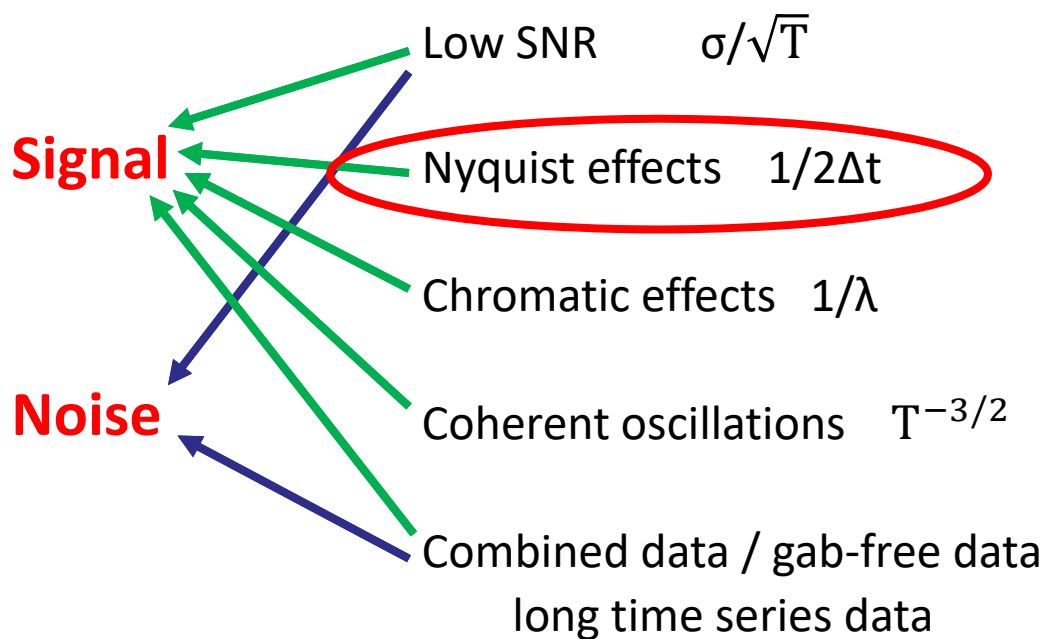 Low SNR σ/√T
Signal
Nyquist effects 1/2Δt
Chromatic effects 1/λ
Noise
Coherent oscillations T⁻³/²
Combined data / gab-free data
long time series data